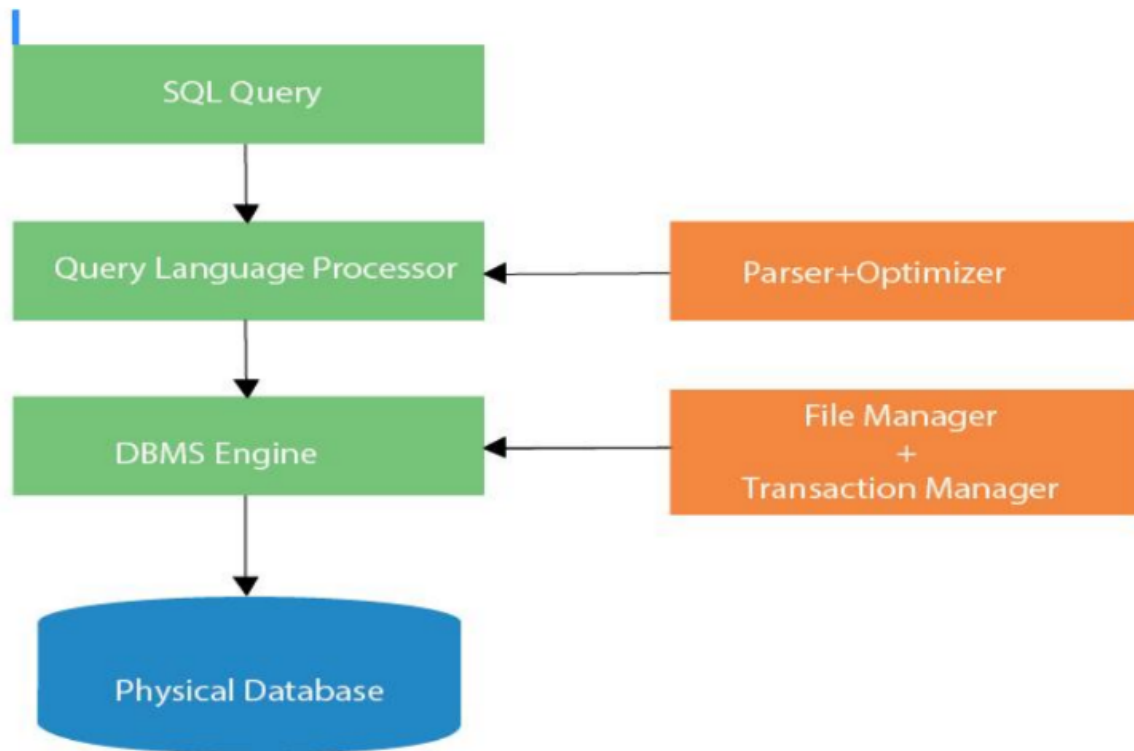 SQL Query
Query Language Processor
Parser+Optimizer
DBMS Engine
File Manager
+
Transaction Manager
Physical Database